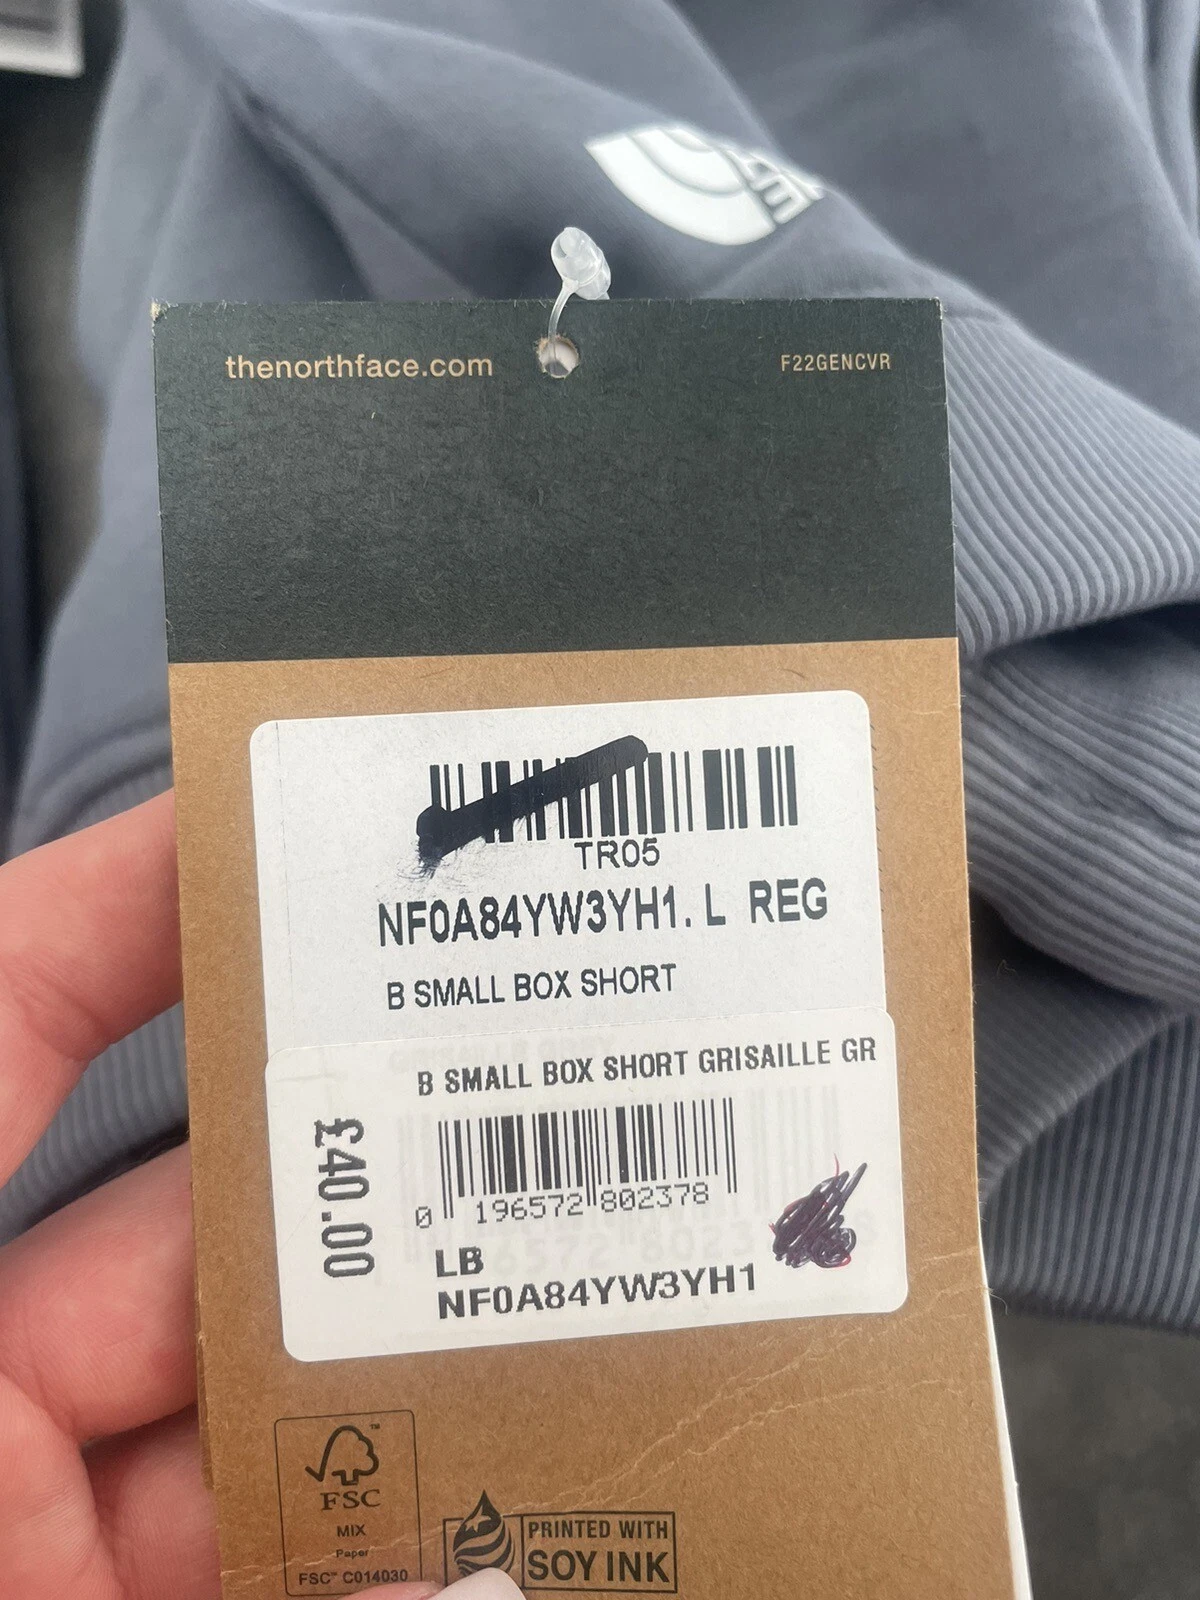 thenorthface.com
F22GENCVR
TR05
NF0A84YW3YH1. L REG
B SMALL BOX SHORT
B SMALL BOX SHORT GRISAILLE GR
£40.00
0 196572 802378
LB
NF0A84YW3YH1
FSC
MIX
Paper
FSC™ C014030
PRINTED WITH
SOY INK